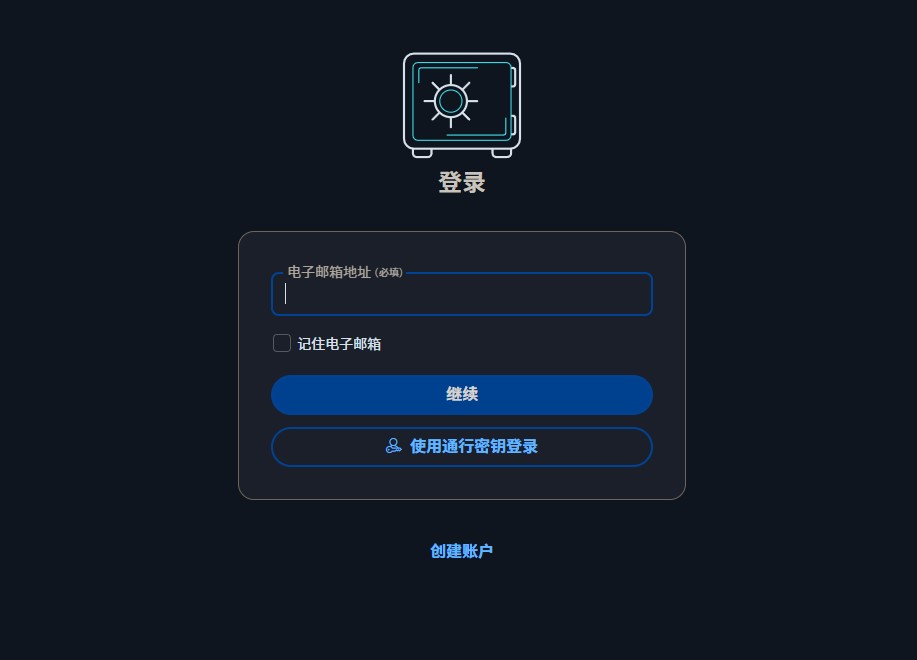 登录
电子邮箱地址 (必填)
记住电子邮箱
继续
使用通行密钥登录
创建账户